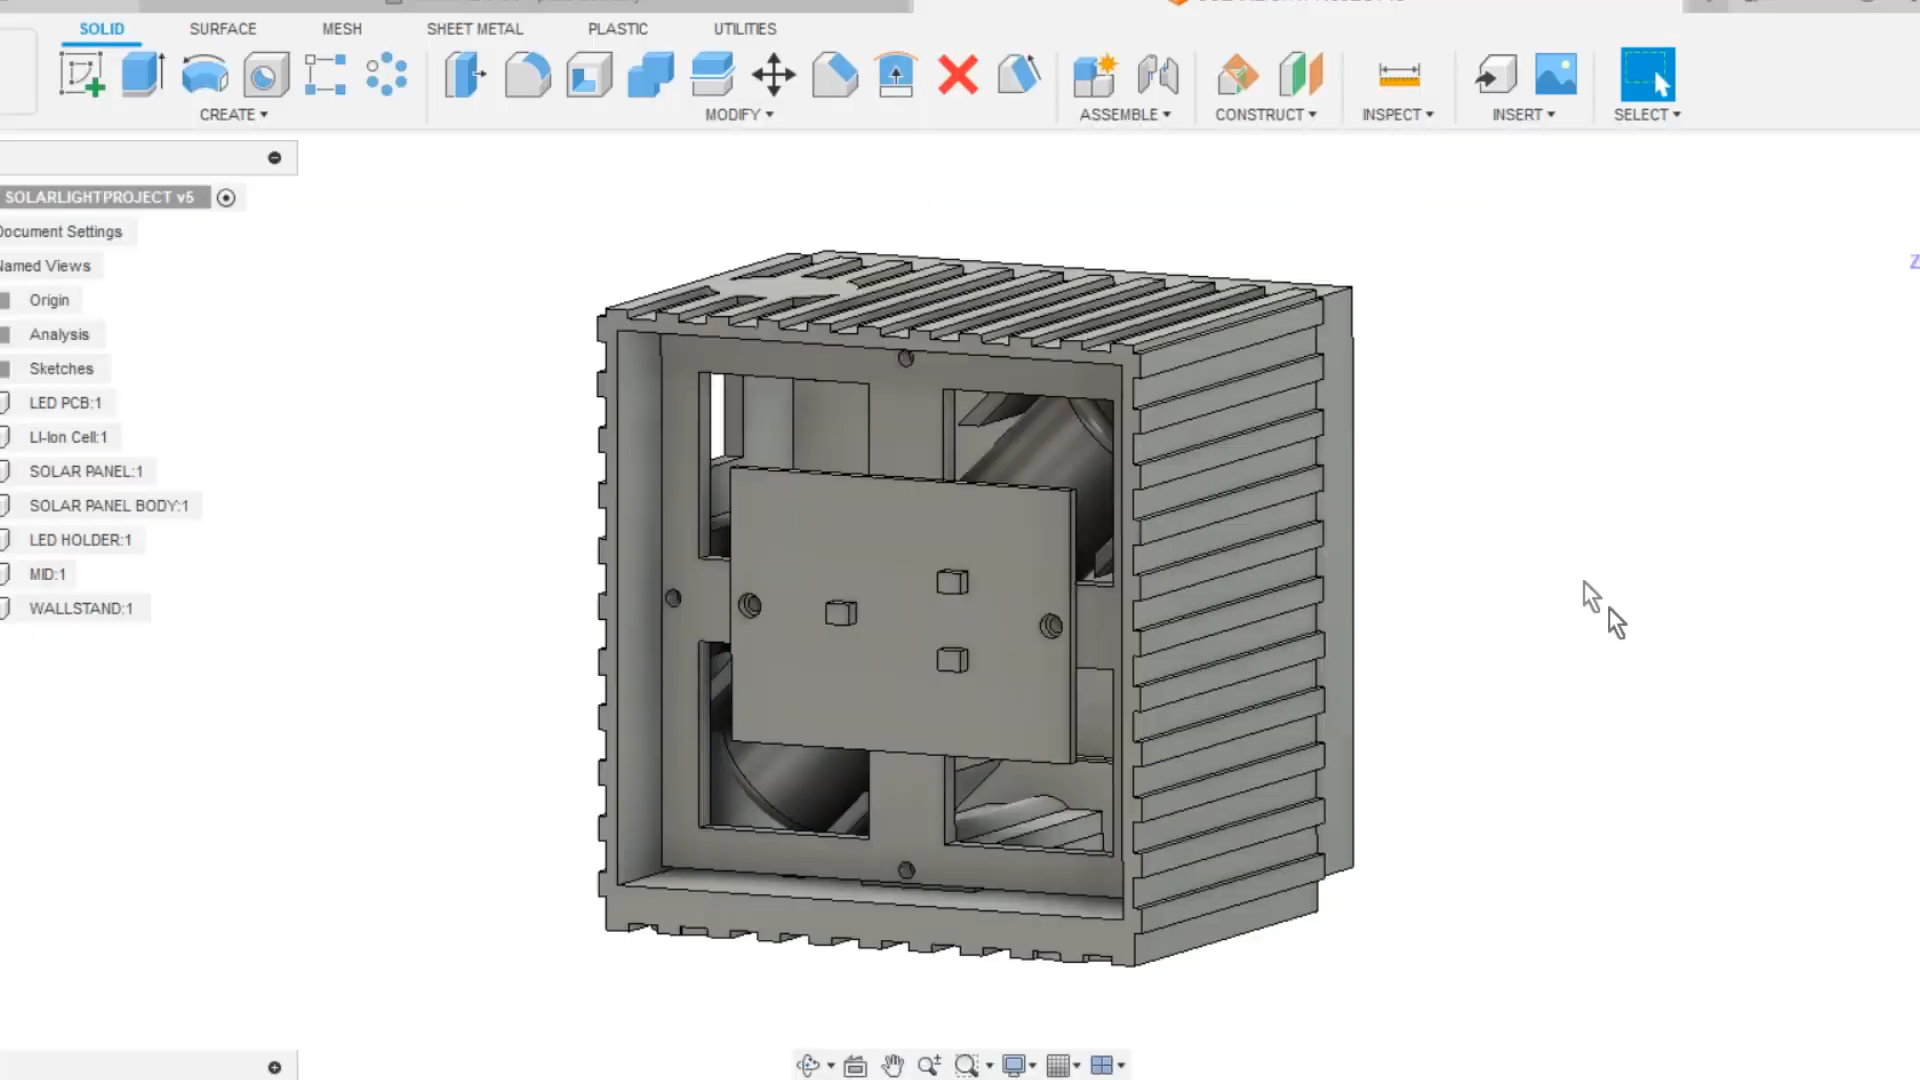 SOLID SURFACE MESH SHEET METAL PLASTIC UTILITIES
CREATE MODIFY ASSEMBLE CONSTRUCT INSPECT INSERT SELECT
SOLARLIGHTPROJECT v5
Document Settings
Named Views
Origin
Analysis
Sketches
LED PCB:1
LI-Ion Cell:1
SOLAR PANEL:1
SOLAR PANEL BODY:1
LED HOLDER:1
MID:1
WALLSTAND:1
Z